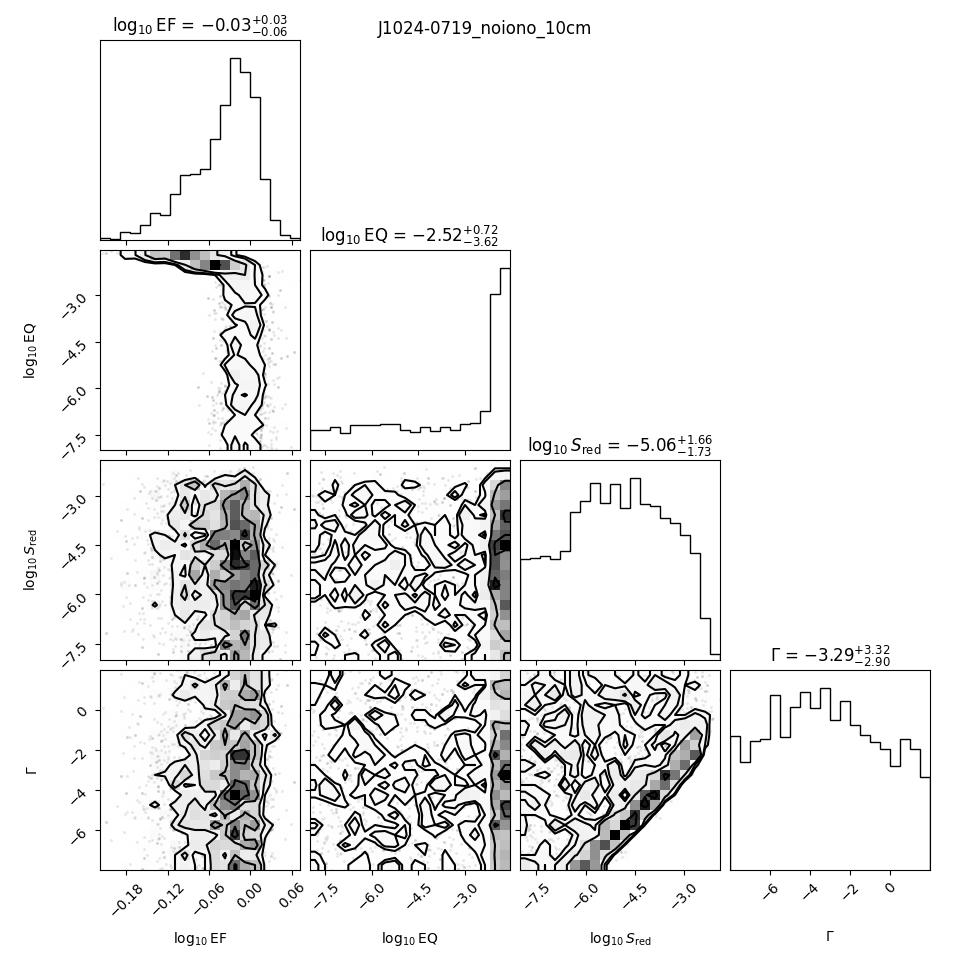 J1024-0719_noiono_10cm
log₁₀ EF = −0.03 +0.03 −0.06
log₁₀ EQ = −2.52 +0.72 −3.62
−3.0
−4.5
−6.0
−7.5
log₁₀ EQ
log₁₀ S_red = −5.06 +1.66 −1.73
−3.0
−4.5
−6.0
−7.5
log₁₀ S_red
Γ = −3.29 +3.32 −2.90
0
−2
−4
−6
Γ
−0.18 −0.12 −0.06 0.00 0.06
−7.5 −6.0 −4.5 −3.0
−7.5 −6.0 −4.5 −3.0
−6 −4 −2 0
log₁₀ EF
log₁₀ EQ
log₁₀ S_red
Γ